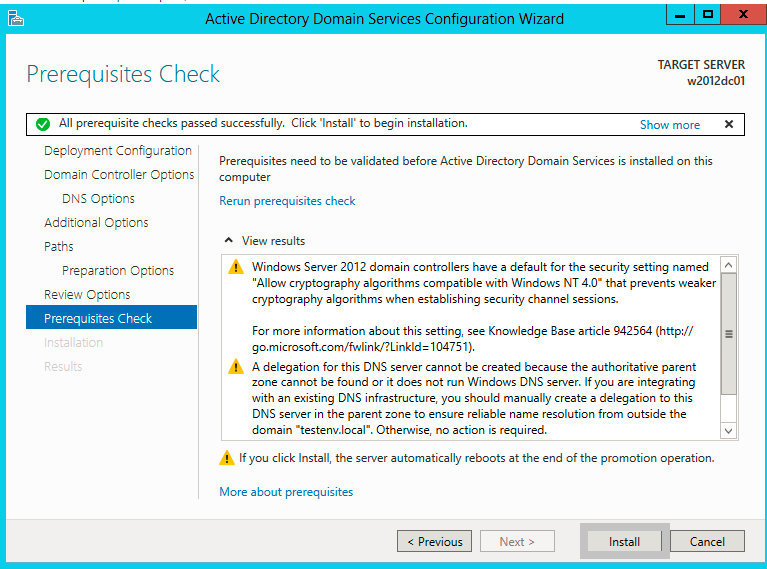 Active Directory Domain Services Configuration Wizard
Prerequisites Check
TARGET SERVER
w2012dc01
All prerequisite checks passed successfully.  Click 'Install' to begin installation.
Show more
Deployment Configuration
Domain Controller Options
DNS Options
Additional Options
Paths
Preparation Options
Review Options
Prerequisites Check
Installation
Results
Prerequisites need to be validated before Active Directory Domain Services is installed on this
computer
Rerun prerequisites check
View results
Windows Server 2012 domain controllers have a default for the security setting named
"Allow cryptography algorithms compatible with Windows NT 4.0" that prevents weaker
cryptography algorithms when establishing security channel sessions.
For more information about this setting, see Knowledge Base article 942564 (http://
go.microsoft.com/fwlink/?LinkId=104751).
A delegation for this DNS server cannot be created because the authoritative parent
zone cannot be found or it does not run Windows DNS server. If you are integrating
with an existing DNS infrastructure, you should manually create a delegation to this
DNS server in the parent zone to ensure reliable name resolution from outside the
domain "testenv.local". Otherwise, no action is required.
If you click Install, the server automatically reboots at the end of the promotion operation.
More about prerequisites
< Previous
Next >
Install
Cancel